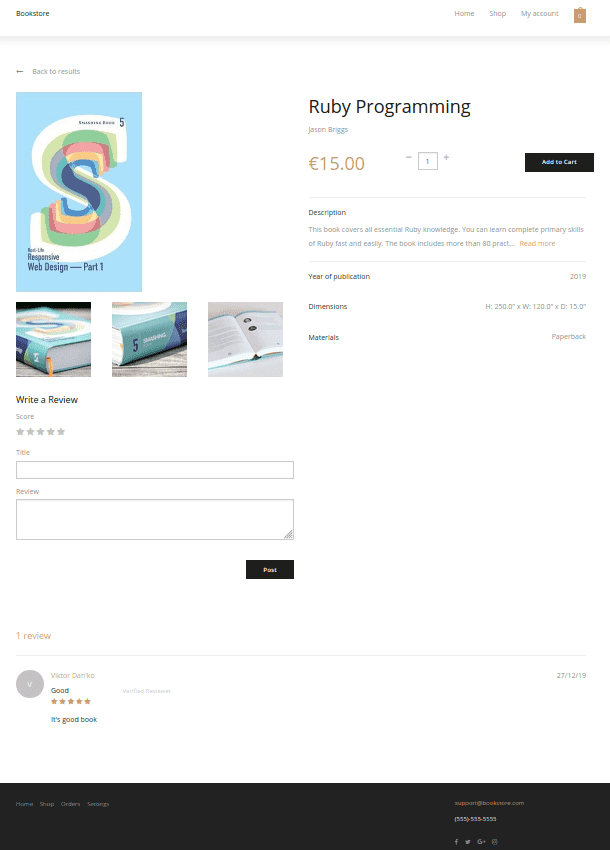 Bookstore
Home Shop My account 0
← Back to results
SMASHING BOOK 5
Real-Life
Responsive
Web Design — Part 1
Ruby Programming
Jason Briggs
€15.00 − 1 + Add to Cart
Description
This book covers all essential Ruby knowledge. You can learn complete primary skills
of Ruby fast and easily. The book includes more than 80 pract... Read more
Year of publication 2019
Dimensions H: 250.0" x W: 120.0" x D: 15.0"
Materials Paperback
5 SMASHING
Write a Review
Score
Title
Review
Post
1 review
V Viktor Dan'ko 27/12/19
Good Verified Reviewer
It's good book
Home Shop Orders Settings
support@bookstore.com
(555)-555-5555